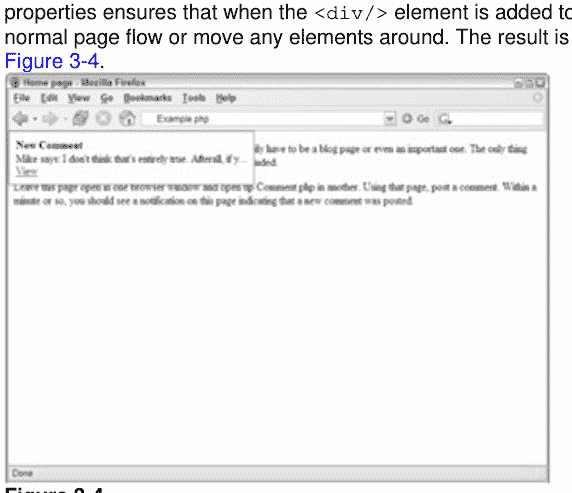 properties ensures that when the <div/> element is added to
normal page flow or move any elements around. The result is
Figure 3-4.
Home page - Mozilla Firefox
File Edit View Go Bookmarks Tools Help
Example.php Go
New Comment
Mike says: I don't think that's entirely true. Afterall, if y...
View
ily have to be a blog page or even an important one. The only thing
uded.
Leave this page open in one browser window and open up Comment.php in another. Using that page, post a comment. Within a
minute or so, you should see a notification on this page indicating that a new comment was posted.
Done
Figure 3-4